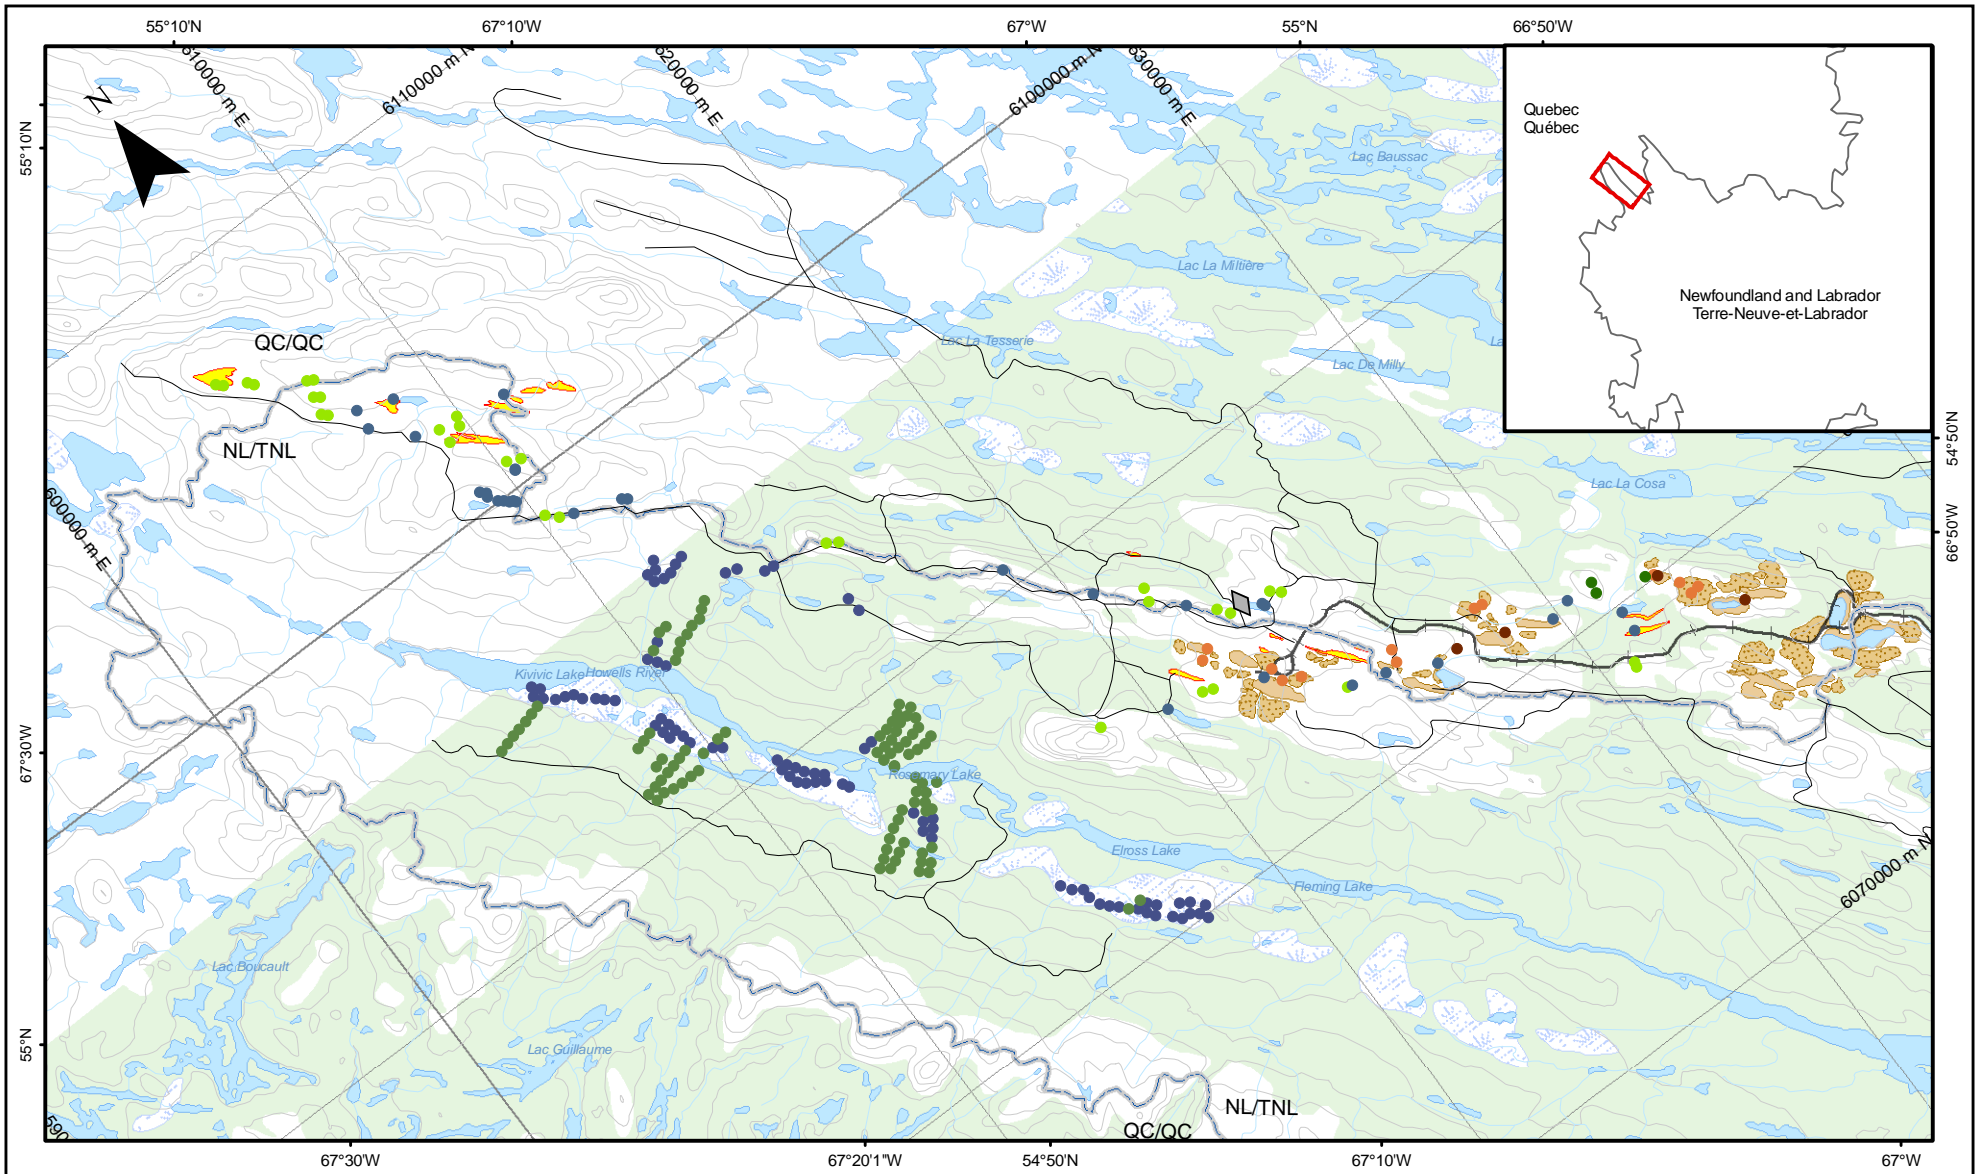 55°10'N
67°10'W
67°W
55°N
66°50'W
6100000 m E
6110000 m N
620000 m E
6100000 m N
630000 m E
N
55°10'N
Quebec
Québec
Lac Baussac
Lac La Miltière
Newfoundland and Labrador
Terre-Neuve-et-Labrador
QC/QC
Lac La Tesserie
La
Lac De Milly
NL/TNL
54°50'N
Lac La Cosa
6000000 m E
66°50'W
Kivivic Lake
Howells River
67°30'W
Rosemary Lake
Elross Lake
Fleming Lake
6070000 m N
Lac Boucault
55°N
Lac Guillaume
NL/TNL
590
QC/QC
67°30'W
67°20'1"W
54°50'N
67°10'W
67°W